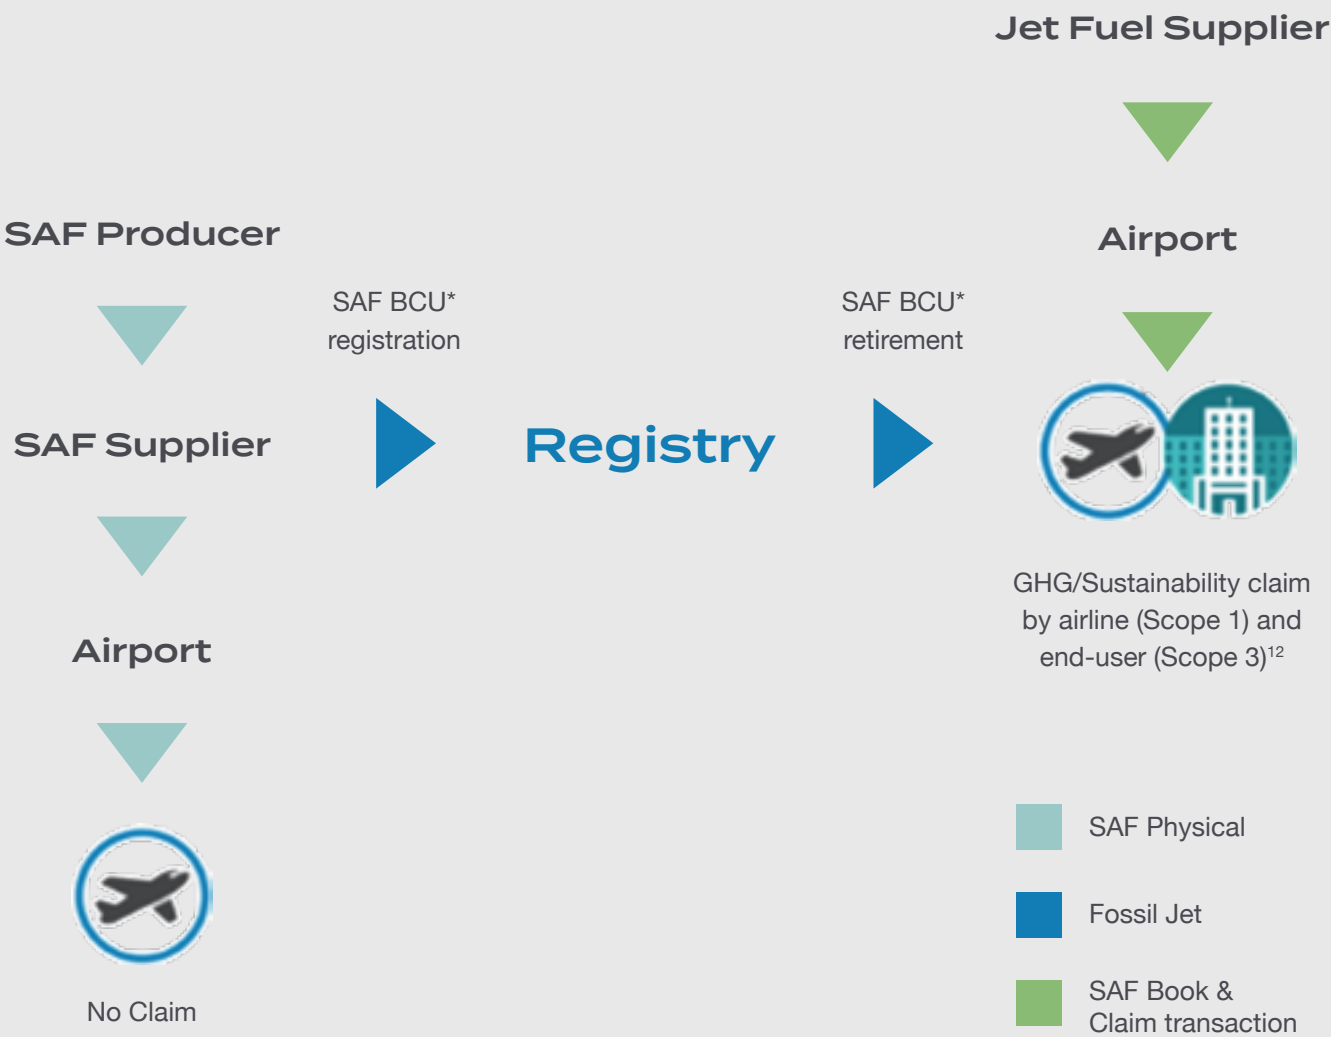 Jet Fuel Supplier
SAF Producer
Airport
SAF BCU*
registration
SAF BCU*
retirement
SAF Supplier
Registry
GHG/Sustainability claim
by airline (Scope 1) and
end-user (Scope 3)¹²
Airport
No Claim
SAF Physical
Fossil Jet
SAF Book &
Claim transaction